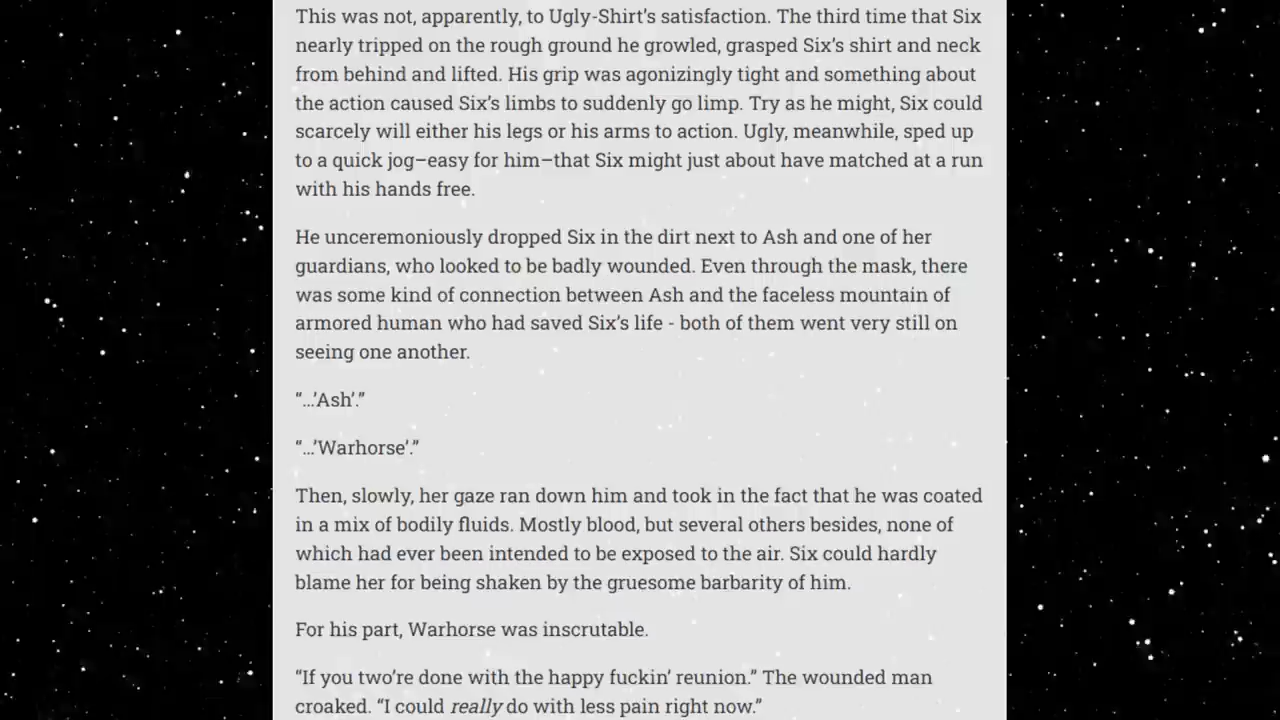 This was not, apparently, to Ugly-Shirt’s satisfaction. The third time that Six
nearly tripped on the rough ground he growled, grasped Six’s shirt and neck
from behind and lifted. His grip was agonizingly tight and something about
the action caused Six’s limbs to suddenly go limp. Try as he might, Six could
scarcely will either his legs or his arms to action. Ugly, meanwhile, sped up
to a quick jog–easy for him–that Six might just about have matched at a run
with his hands free.
He unceremoniously dropped Six in the dirt next to Ash and one of her
guardians, who looked to be badly wounded. Even through the mask, there
was some kind of connection between Ash and the faceless mountain of
armored human who had saved Six’s life - both of them went very still on
seeing one another.
“…’Ash’.”
“…’Warhorse’.”
Then, slowly, her gaze ran down him and took in the fact that he was coated
in a mix of bodily fluids. Mostly blood, but several others besides, none of
which had ever been intended to be exposed to the air. Six could hardly
blame her for being shaken by the gruesome barbarity of him.
For his part, Warhorse was inscrutable.
“If you two’re done with the happy fuckin’ reunion.” The wounded man
croaked. “I could really do with less pain right now.”